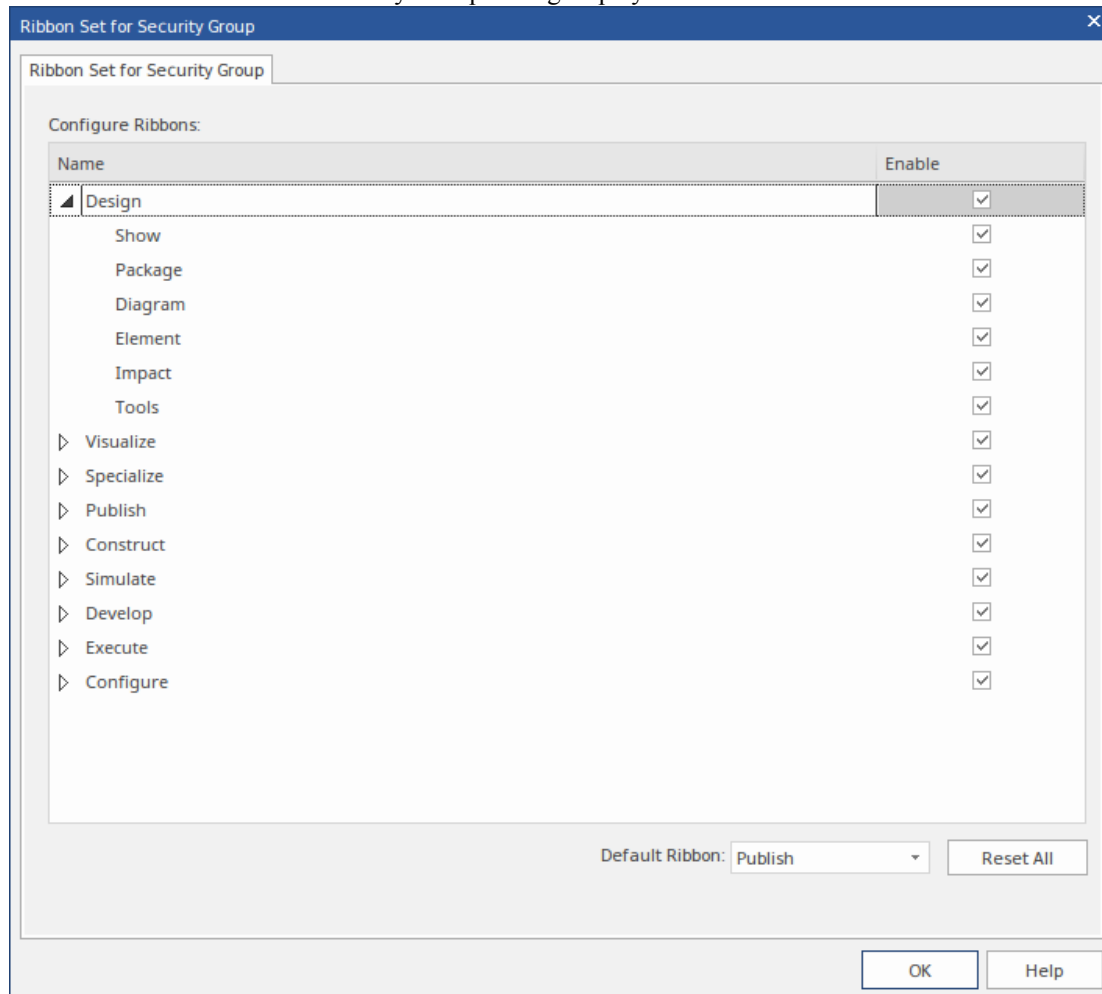 Ribbon Set for Security Group
Ribbon Set for Security Group
Configure Ribbons:
Name Enable
Design
Show
Package
Diagram
Element
Impact
Tools
Visualize
Specialize
Publish
Construct
Simulate
Develop
Execute
Configure
Default Ribbon: Publish Reset All
OK Help